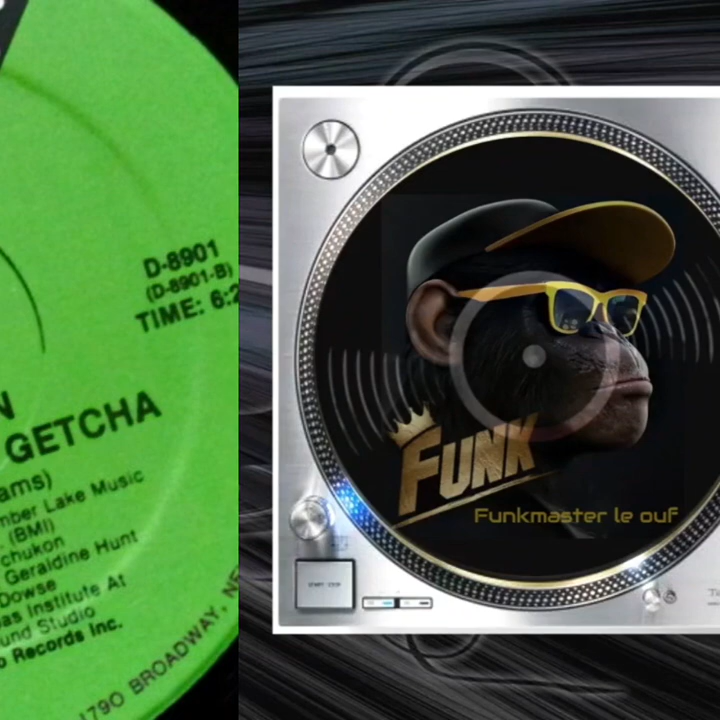 D-8901
(D-8901-B)
TIME: 6:2
N
GETCHA
ams)
mber Lake Music
. (BMI)
chukon
Geraldine Hunt
Dowse
as Institute At
und Studio
o Records Inc.
1790 BROADWAY, NE
FUNK
Funkmaster le ouf